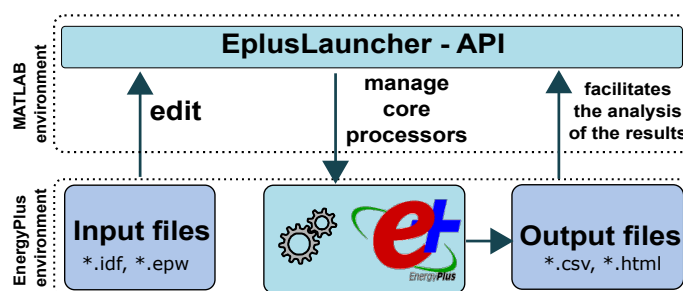 EplusLauncher - API
MATLAB
environment
edit
manage
core
processors
facilitates
the analysis
of the results
EnergyPlus
environment
Input files
*.idf, *.epw
e+
EnergyPlus
Output files
*.csv, *.html